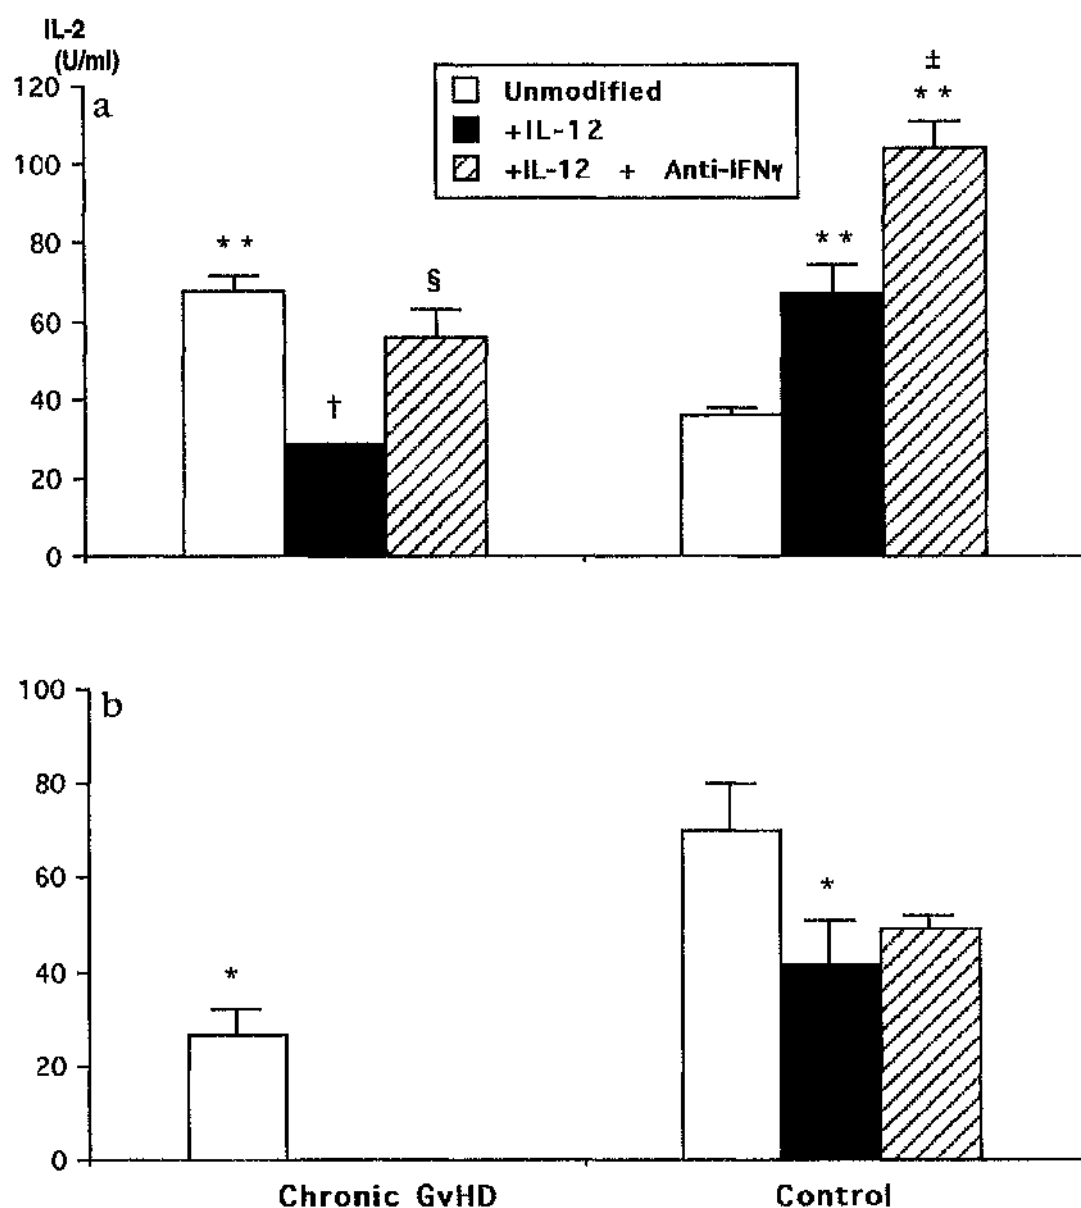 IL-2
(U/ml)
120
100
80
60
40
20
0
a
Unmodified
+IL-12
+IL-12 + Anti-IFNγ
**
†
§
**
±
**
100
80
60
40
20
0
b
*
*
Chronic GvHD
Control